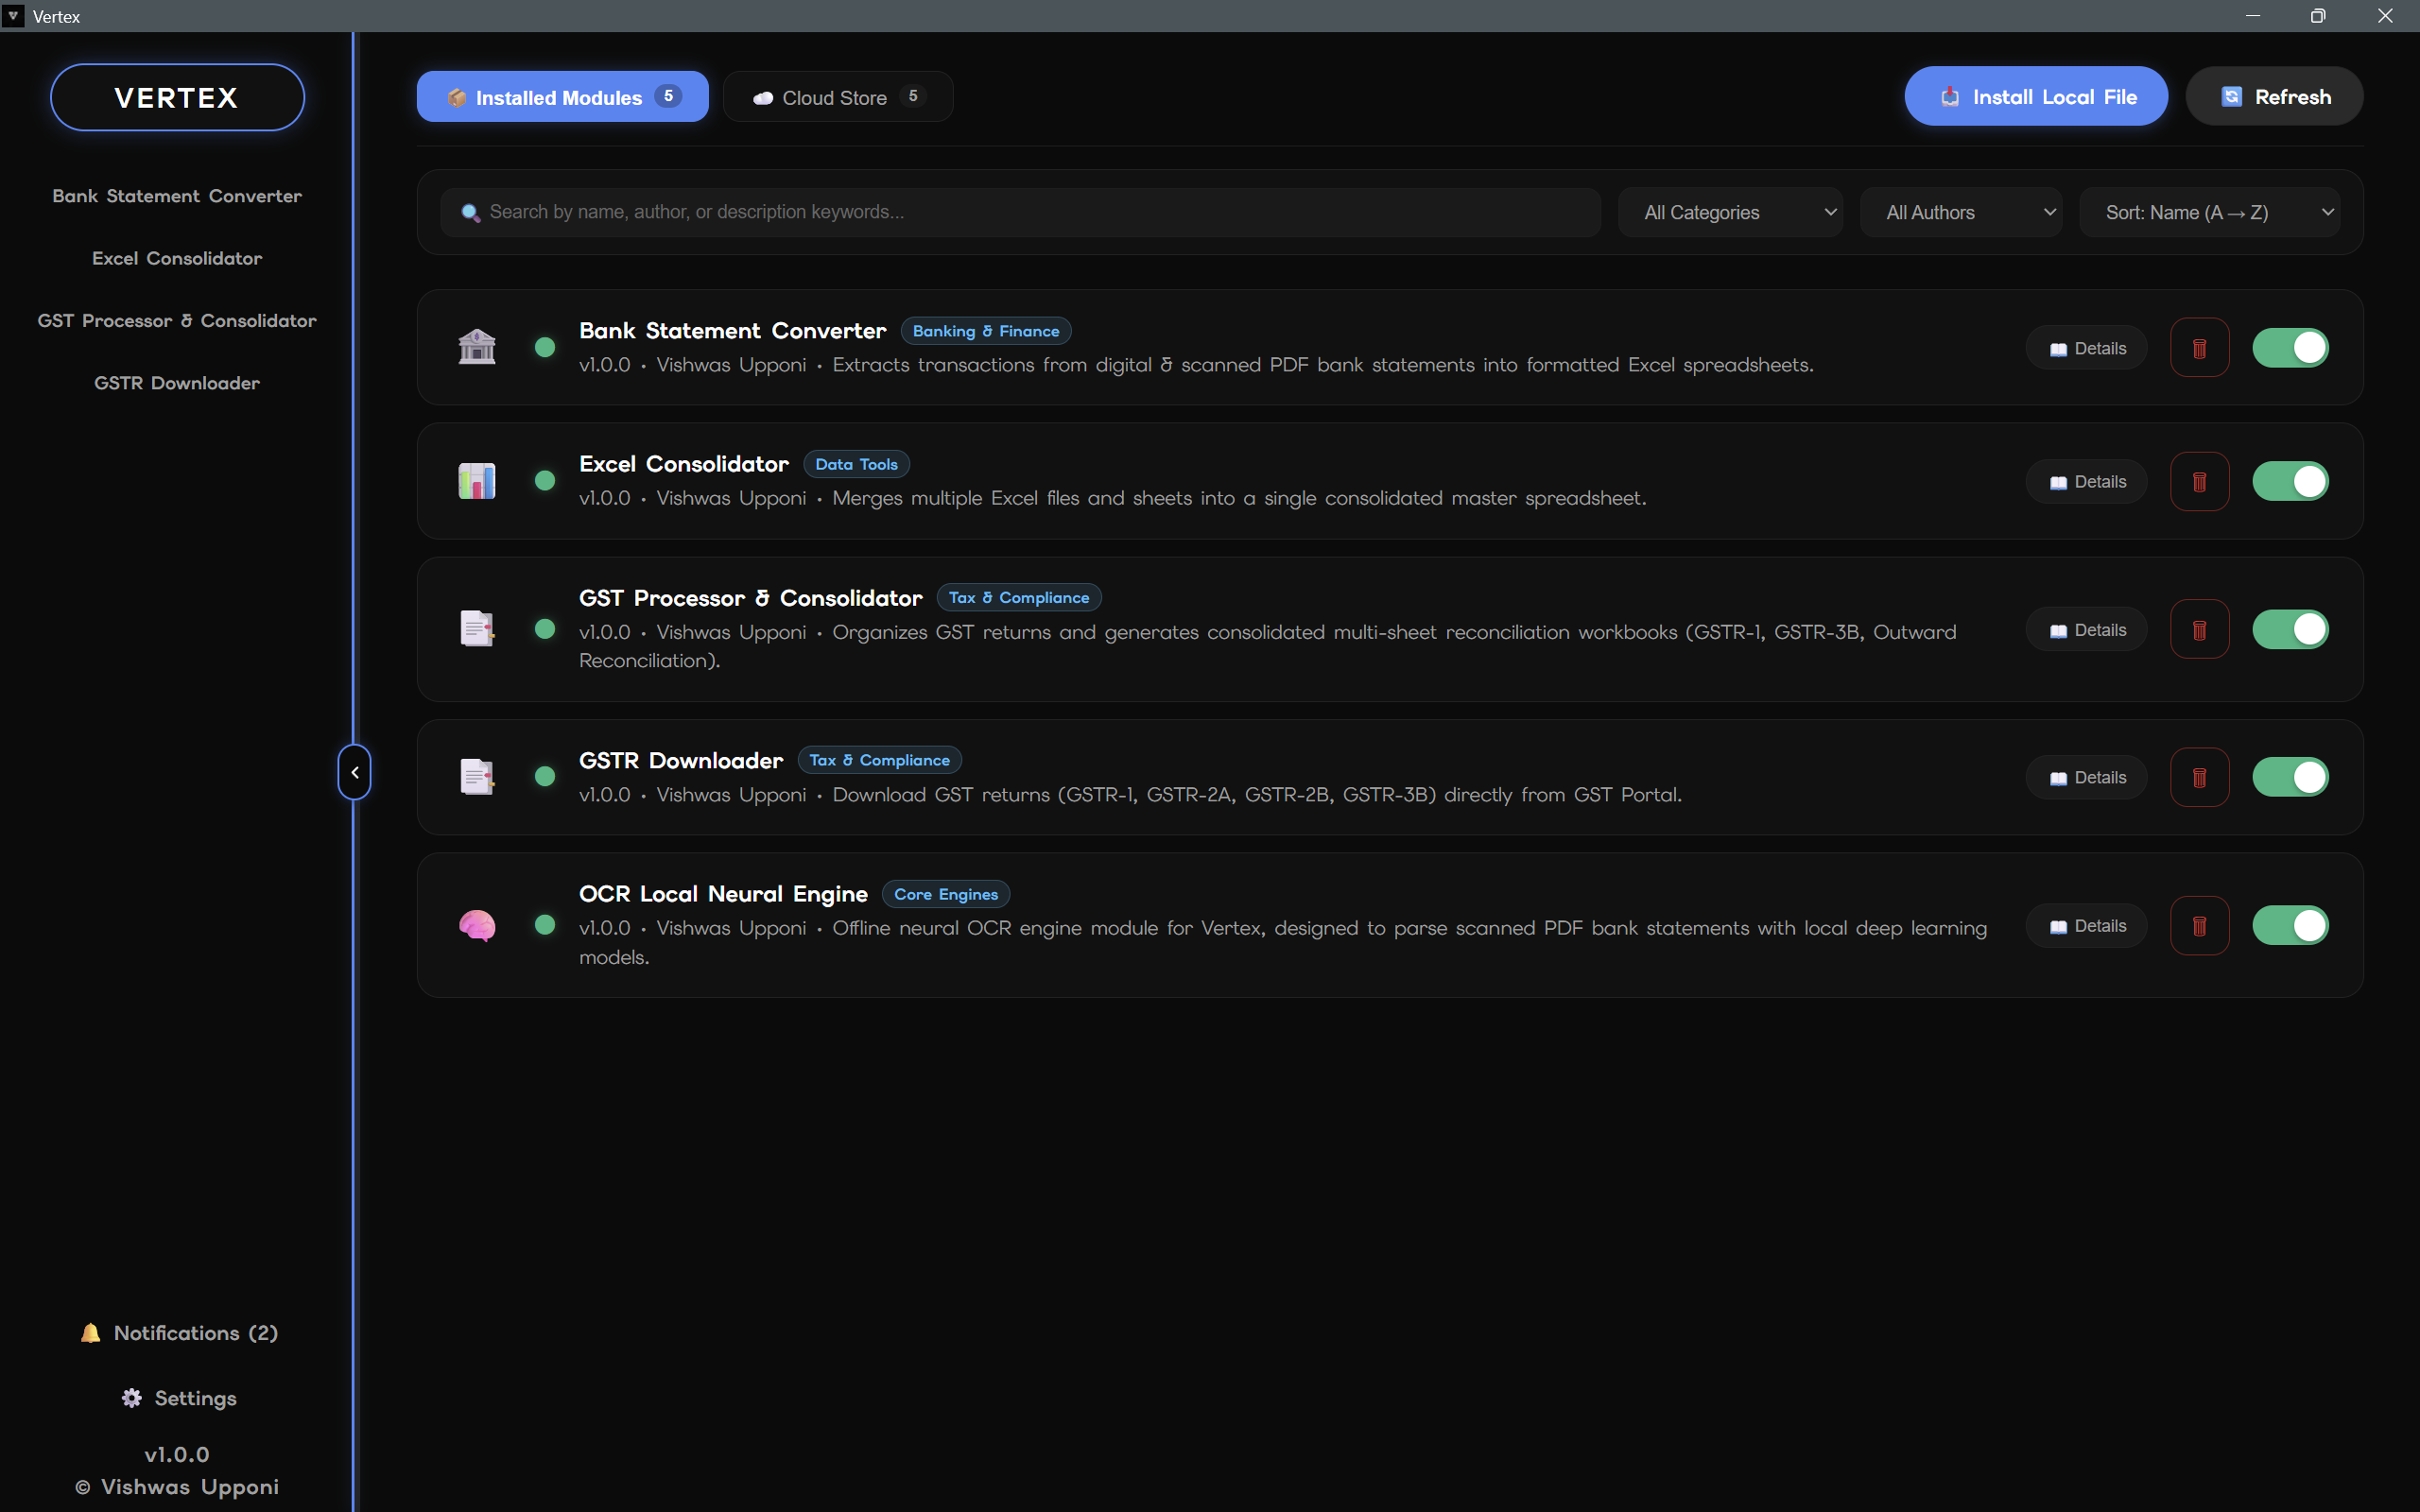 Vertex
VERTEX
Bank Statement Converter
Excel Consolidator
GST Processor & Consolidator
GSTR Downloader
Notifications (2)
Settings
v1.0.0
© Vishwas Upponi
Installed Modules 5
Cloud Store 5
Install Local File
Refresh
Search by name, author, or description keywords...
All Categories
All Authors
Sort: Name (A → Z)
Bank Statement Converter Banking & Finance
v1.0.0 • Vishwas Upponi • Extracts transactions from digital & scanned PDF bank statements into formatted Excel spreadsheets.
Details
Excel Consolidator Data Tools
v1.0.0 • Vishwas Upponi • Merges multiple Excel files and sheets into a single consolidated master spreadsheet.
Details
GST Processor & Consolidator Tax & Compliance
v1.0.0 • Vishwas Upponi • Organizes GST returns and generates consolidated multi-sheet reconciliation workbooks (GSTR-1, GSTR-3B, Outward
Reconciliation).
Details
GSTR Downloader Tax & Compliance
v1.0.0 • Vishwas Upponi • Download GST returns (GSTR-1, GSTR-2A, GSTR-2B, GSTR-3B) directly from GST Portal.
Details
OCR Local Neural Engine Core Engines
v1.0.0 • Vishwas Upponi • Offline neural OCR engine module for Vertex, designed to parse scanned PDF bank statements with local deep learning
models.
Details